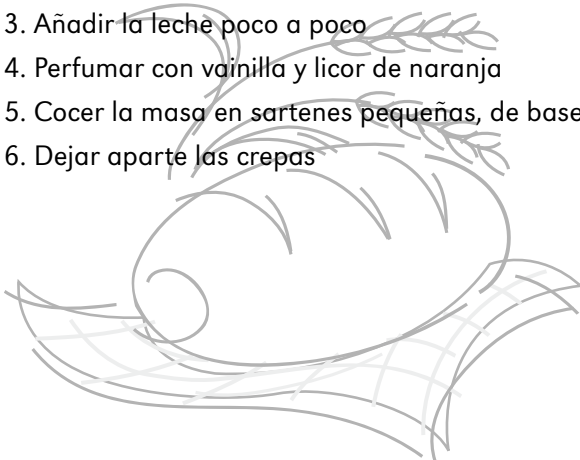 3. Añadir la leche poco a poco
4. Perfumar con vainilla y licor de naranja
5. Cocer la masa en sartenes pequeñas, de base
6. Dejar aparte las crepas